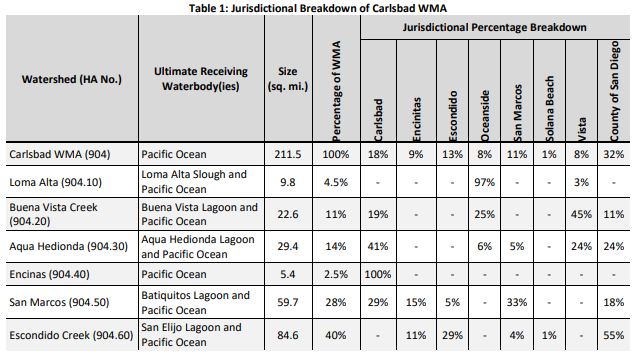 Table 1: Jurisdictional Breakdown of Carlsbad WMA
Jurisdictional Percentage Breakdown
Watershed (HA No.) Ultimate Receiving Waterbody(ies) Size (sq. mi.) Percentage of WMA Carlsbad Encinitas Escondido Oceanside San Marcos Solana Beach Vista County of San Diego
Carlsbad WMA (904) Pacific Ocean 211.5 100% 18% 9% 13% 8% 11% 1% 8% 32%
Loma Alta (904.10) Loma Alta Slough and Pacific Ocean 9.8 4.5% - - - 97% - - 3% -
Buena Vista Creek (904.20) Buena Vista Lagoon and Pacific Ocean 22.6 11% 19% - - 25% - - 45% 11%
Aqua Hedionda (904.30) Aqua Hedionda Lagoon and Pacific Ocean 29.4 14% 41% - - 6% 5% - 24% 24%
Encinas (904.40) Pacific Ocean 5.4 2.5% 100% - - - - - - -
San Marcos (904.50) Batiquitos Lagoon and Pacific Ocean 59.7 28% 29% 15% 5% - 33% - - 18%
Escondido Creek (904.60) San Elijo Lagoon and Pacific Ocean 84.6 40% - 11% 29% - 4% 1% - 55%